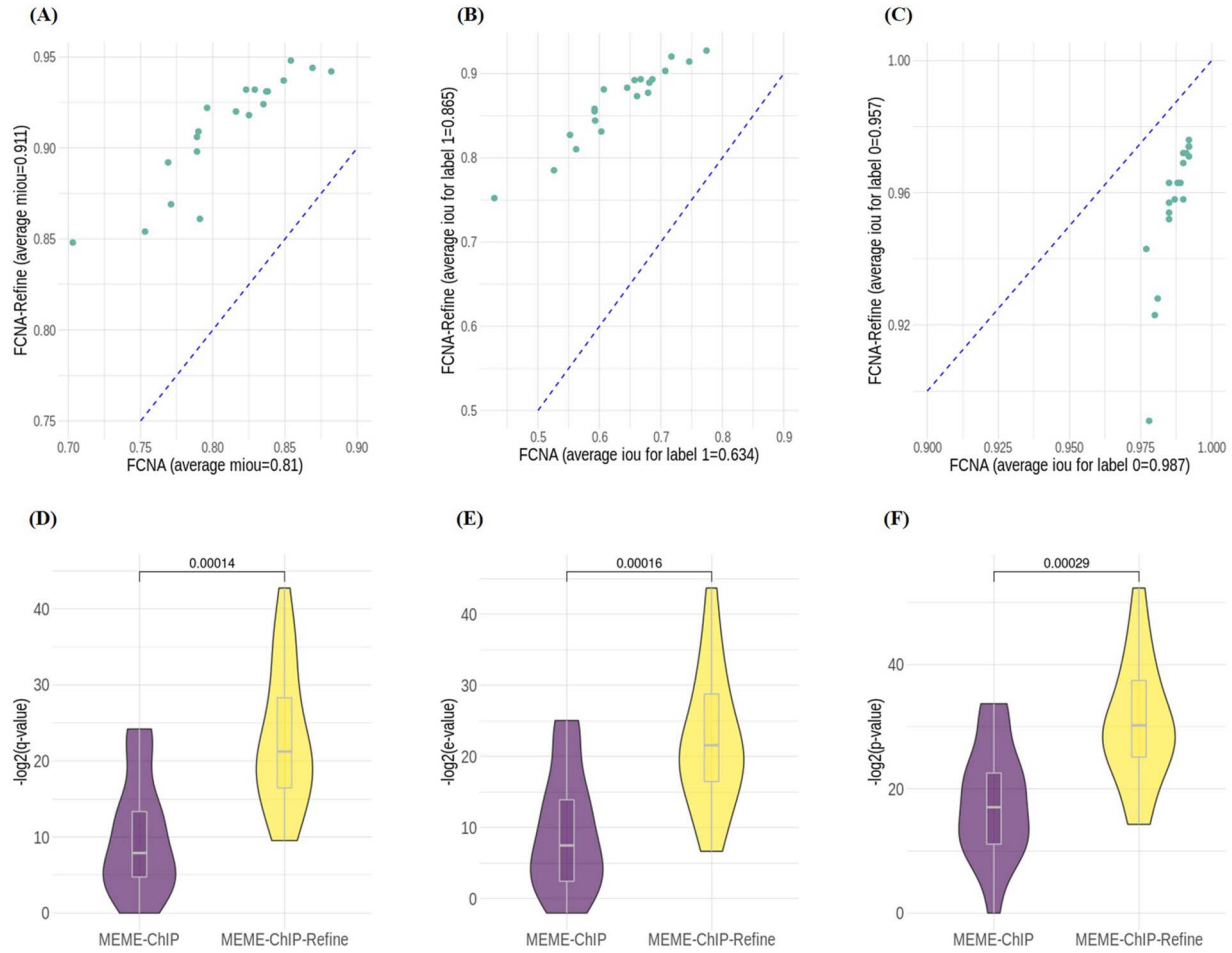 (A)
0.95
0.90
0.85
0.80
0.75
0.70 0.75 0.80 0.85 0.90
FCNA-Refine (average miou=0.911)
FCNA (average miou=0.81)
(B)
0.9
0.8
0.7
0.6
0.5
0.5 0.6 0.7 0.8 0.9
FCNA-Refine (average iou for label 1=0.865)
FCNA (average iou for label 1=0.634)
(C)
1.00
0.96
0.92
0.900 0.925 0.950 0.975 1.000
FCNA-Refine (average iou for label 0=0.957)
FCNA (average iou for label 0=0.987)
(D)
0.00014
40
30
20
10
0
-log2(q-value)
MEME-ChIP MEME-ChIP-Refine
(E)
0.00016
40
30
20
10
0
-log2(e-value)
MEME-ChIP MEME-ChIP-Refine
(F)
0.00029
40
20
0
-log2(p-value)
MEME-ChIP MEME-ChIP-Refine